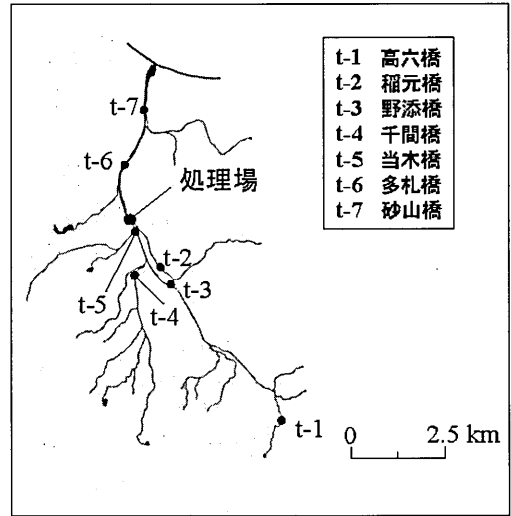 t-1 高六橋
t-2 稲元橋
t-3 野添橋
t-4 千間橋
t-5 当木橋
t-6 多札橋
t-7 砂山橋
t-7
t-6
処理場
t-2
t-3
t-5
t-4
t-1
0 2.5 km